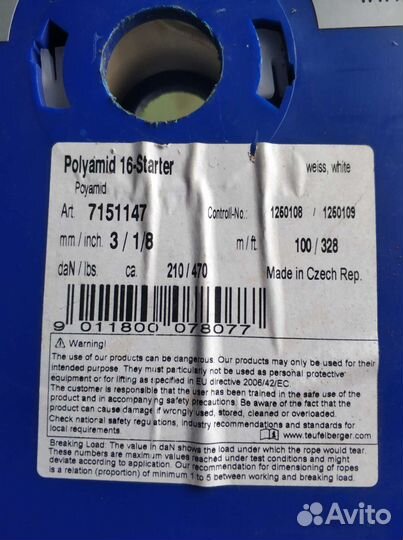 Polyamid 16-Starter weiss, white
Poyamid
Art. 7151147 Controll-No.: 1250108 / 1250109
mm/inch. 3 / 1/8 m/ft. 100/328
daN/lbs. ca. 210/470 Made in Czech Rep.
9 011800 078077
Warning!
The use of our products can be dangerous. Our products may only be used for their
intended purpose. They must particularly not be used as personal protective
equipment or for lifting as specified in EU directive 2006/42/EC.
The customer is responsible that the user has been trained in the safe use of the
product and in accompanying safety precautions. Be aware of the fact that the
product can cause damage if wrongly used, stored, cleaned or overloaded.
Check national safety regulations, industry recommendations and standards for
local requirements. www.teufelberger.com
Breaking Load: The value in daN shows the load under which the rope would tear.
These numbers are maximum values reached under test conditions and may
deviate according to application. Our recommendation for dimensioning of ropes
is a relation (proportion) of minimum 1 to 5 between working and breaking load.
Avito